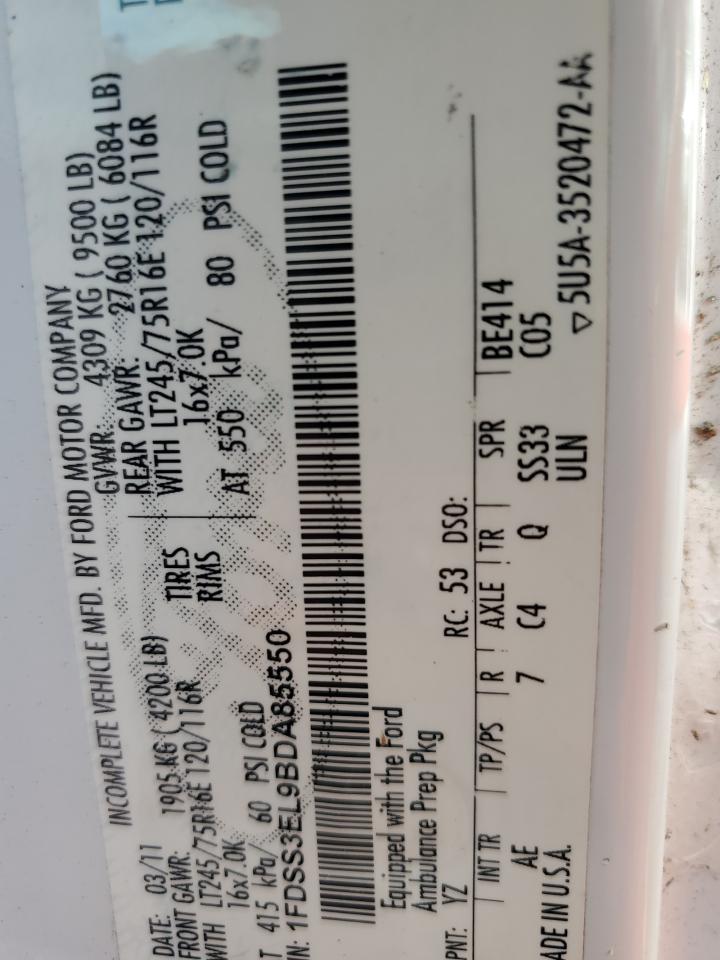 INCOMPLETE VEHICLE MFD. BY FORD MOTOR COMPANY
DATE: 03/11 GVWR: 4309 KG ( 9500 LB)
FRONT GAWR: 1905 KG ( 4200 LB) REAR GAWR: 2760 KG ( 6084 LB)
WITH LT245/75R16E 120/116R TIRES WITH LT245/75R16E 120/116R
16x7.0K RIMS 16x7.0K
T 415 kPa/ 60 PSI COLD AT 550 kPa/ 80 PSI COLD
IN: 1FDSS3EL9BDA85550
Equipped with the Ford
Ambulance Prep Pkg
PNT: YZ RC: 53 DSO:
INT TR TP/PS R AXLE TR SPR BE414
AE 7 C4 Q SS33 C05
ULN
ADE IN U.S.A. ▽5U5A-3520472-AA